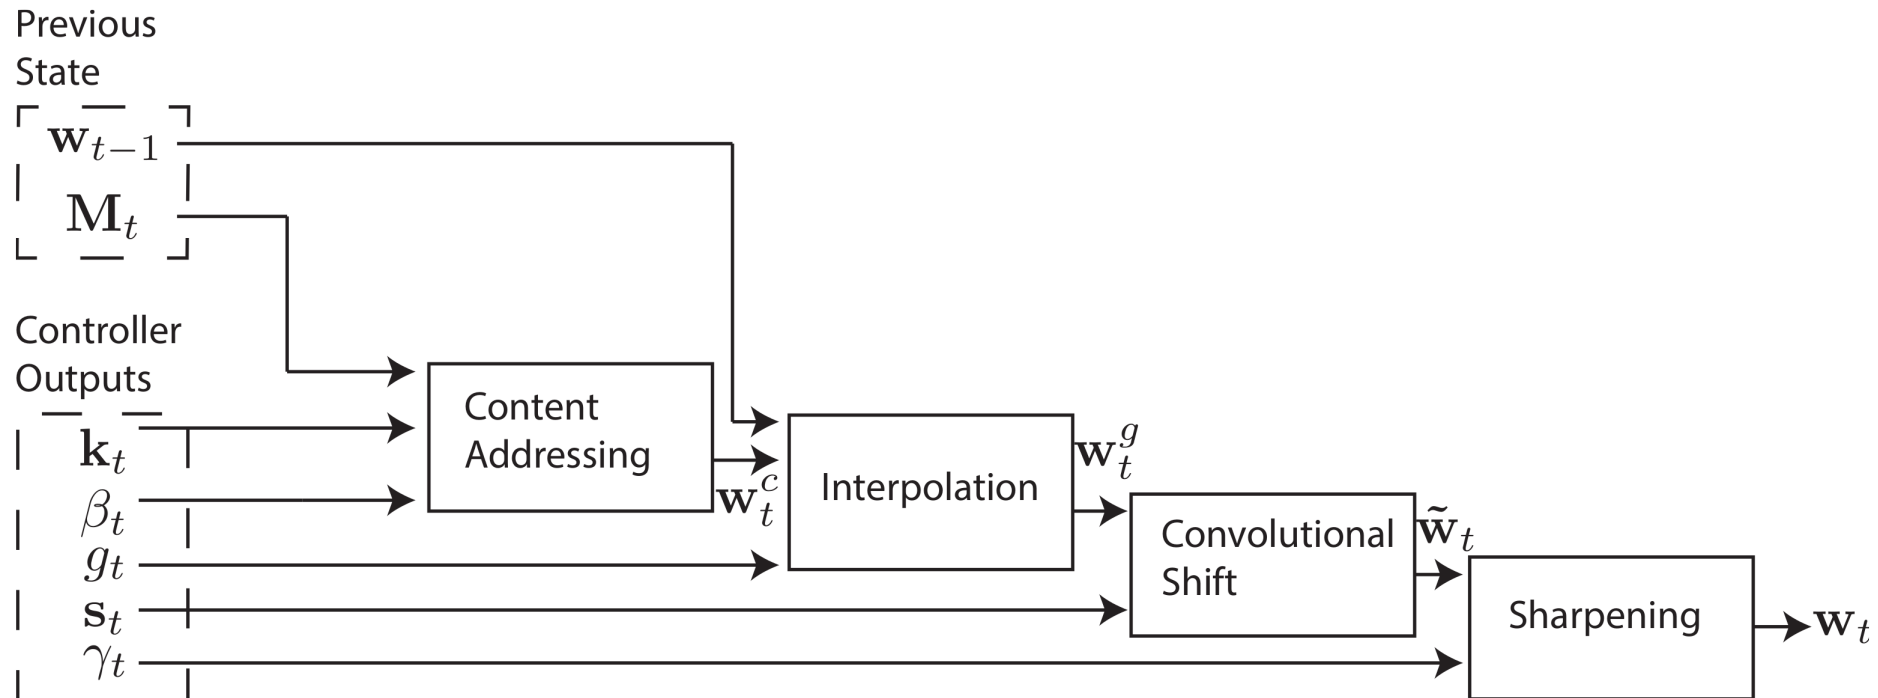 Previous
State
w_{t−1}
M_t
Controller
Outputs
k_t
β_t
g_t
s_t
γ_t
Content
Addressing
w_t^c
Interpolation
w_t^g
Convolutional
Shift
w̃_t
Sharpening
w_t